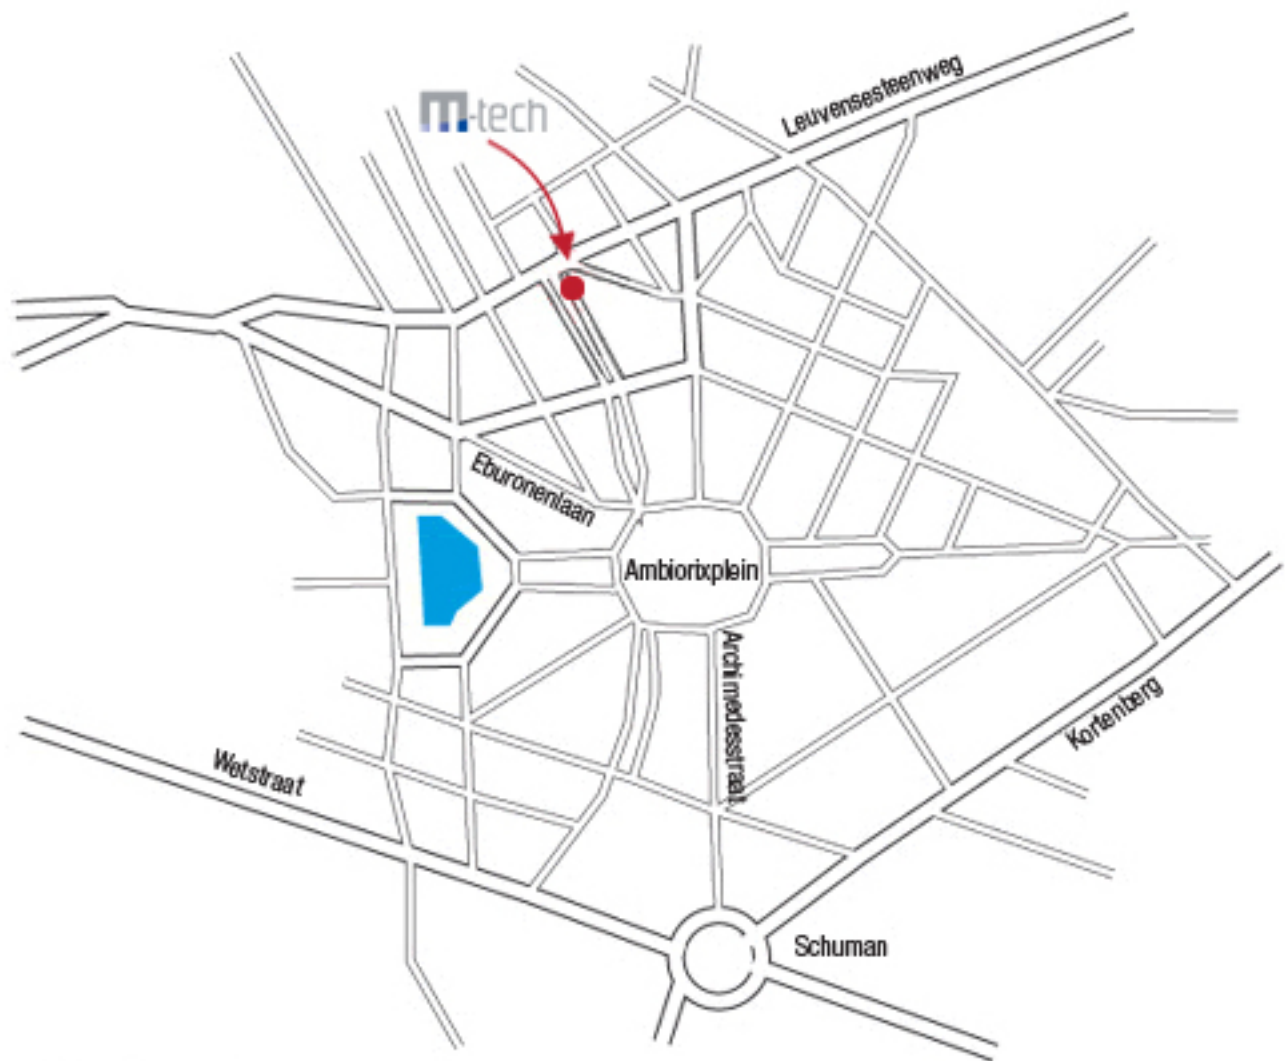 Leuvensesteenweg
m-tech
Eburonenlaan
Ambiorixplein
Archimedesstraat
Kortenberg
Wetstraat
Schuman